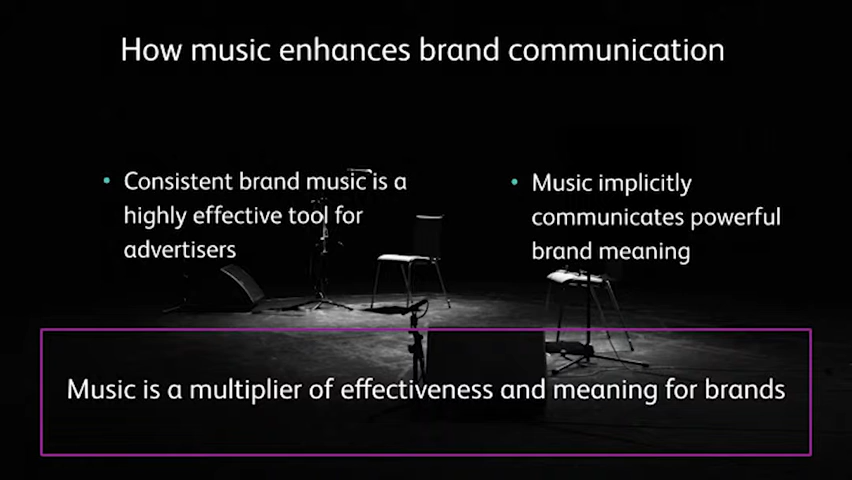 How music enhances brand communication
• Consistent brand music is a
highly effective tool for
advertisers
• Music implicitly
communicates powerful
brand meaning
Music is a multiplier of effectiveness and meaning for brands